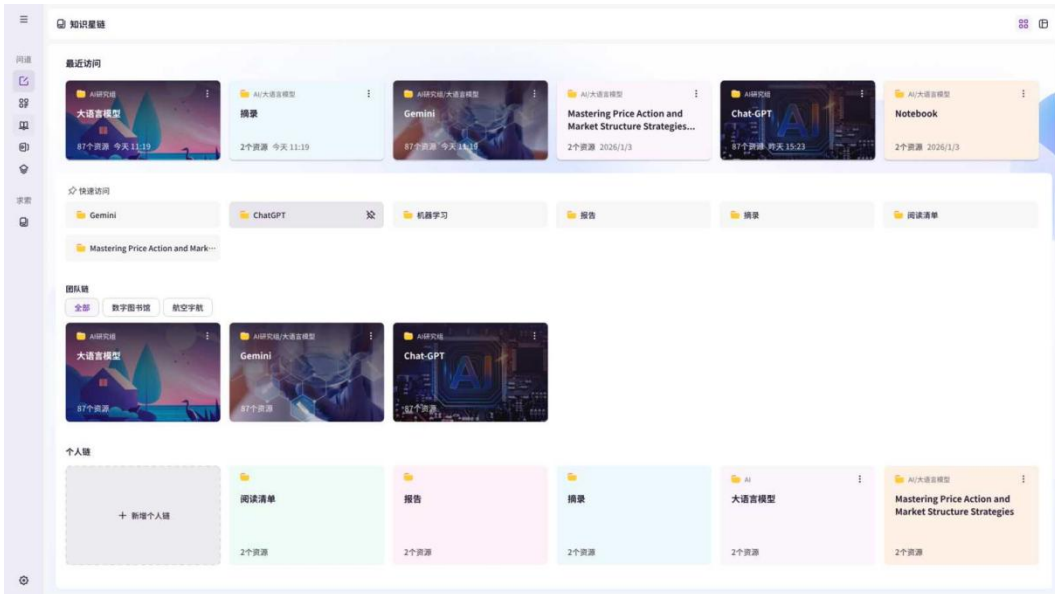 知识星链
问道
求索
最近访问
AI研究组
大语言模型
87个资源 今天 11:19
AI/大语言模型
摘录
2个资源 今天 11:19
AI研究组/大语言模型
Gemini
87个资源 今天 11:19
AI/大语言模型
Mastering Price Action and
Market Structure Strategies...
2个资源 2026/1/3
AI研究组
Chat-GPT
87个资源 昨天 15:23
AI/大语言模型
Notebook
2个资源 2026/1/3
快速访问
Gemini
ChatGPT
机器学习
报告
摘录
阅读清单
Mastering Price Action and Mark···
团队链
全部
数字图书馆
航空宇航
AI研究组
大语言模型
87个资源
AI研究组/大语言模型
Gemini
87个资源
AI研究组
Chat-GPT
AI
87个资源
个人链
＋ 新增个人链
阅读清单
2个资源
报告
2个资源
摘录
2个资源
AI
大语言模型
2个资源
AI/大语言模型
Mastering Price Action and
Market Structure Strategies
2个资源